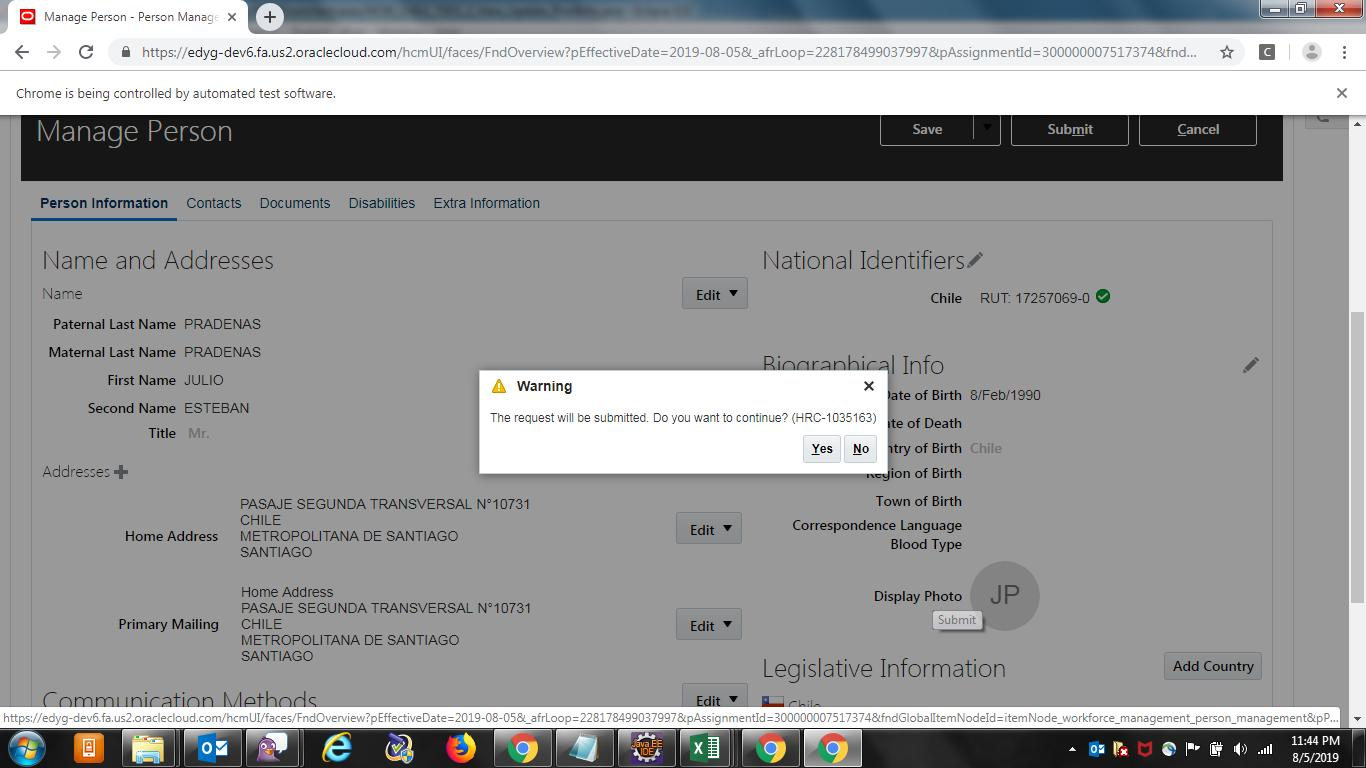 Manage Person - Person Manage
https://edyg-dev6.fa.us2.oraclecloud.com/hcmUI/faces/FndOverview?pEffectiveDate=2019-08-05&_afrLoop=228178499037997&pAssignmentId=300000007517374&fnd...
C
Chrome is being controlled by automated test software.
Manage Person
Save
Submit
Cancel
Person Information
Contacts
Documents
Disabilities
Extra Information
Name and Addresses
Name
Edit
Paternal Last Name PRADENAS
Maternal Last Name PRADENAS
First Name JULIO
Second Name ESTEBAN
Title Mr.
Addresses
Home Address
PASAJE SEGUNDA TRANSVERSAL N°10731
CHILE
METROPOLITANA DE SANTIAGO
SANTIAGO
Edit
Primary Mailing
Home Address
PASAJE SEGUNDA TRANSVERSAL N°10731
CHILE
METROPOLITANA DE SANTIAGO
SANTIAGO
Edit
Communication Methods
Edit
National Identifiers
Chile RUT: 17257069-0
Biographical Info
Date of Birth 8/Feb/1990
te of Death
ntry of Birth Chile
Region of Birth
Town of Birth
Correspondence Language
Blood Type
Display Photo
JP
Submit
Legislative Information
Add Country
Chile
Warning
The request will be submitted. Do you want to continue? (HRC-1035163)
Yes
No
https://edyg-dev6.fa.us2.oraclecloud.com/hcmUI/faces/FndOverview?pEffectiveDate=2019-08-05&_afrLoop=228178499037997&pAssignmentId=300000007517374&fndGlobalItemNodeId=itemNode_workforce_management_person_management&pP...
Java EE
IDE
11:44 PM
8/5/2019